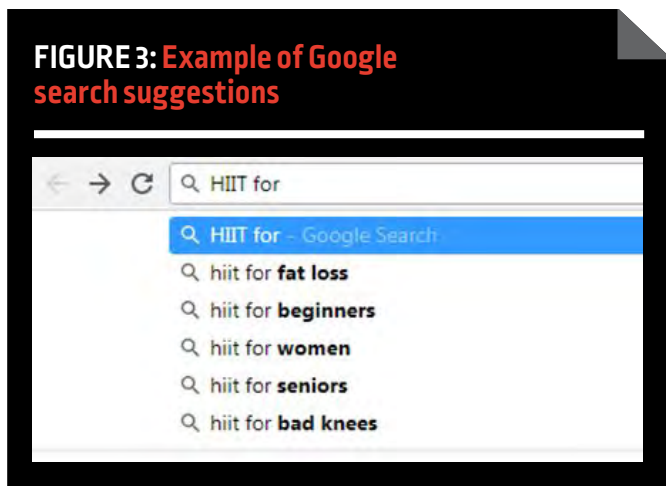 FIGURE 3: Example of Google
search suggestions
HIIT for
HIIT for - Google Search
hiit for fat loss
hiit for beginners
hiit for women
hiit for seniors
hiit for bad knees